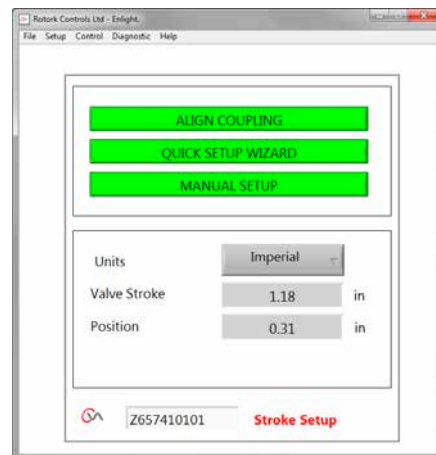 Rotork Controls Ltd - Enlight.
File Setup Control Diagnostic Help
ALIGN COUPLING
QUICK SETUP WIZARD
MANUAL SETUP
Units Imperial
Valve Stroke 1.18 in
Position 0.31 in
Z657410101 Stroke Setup